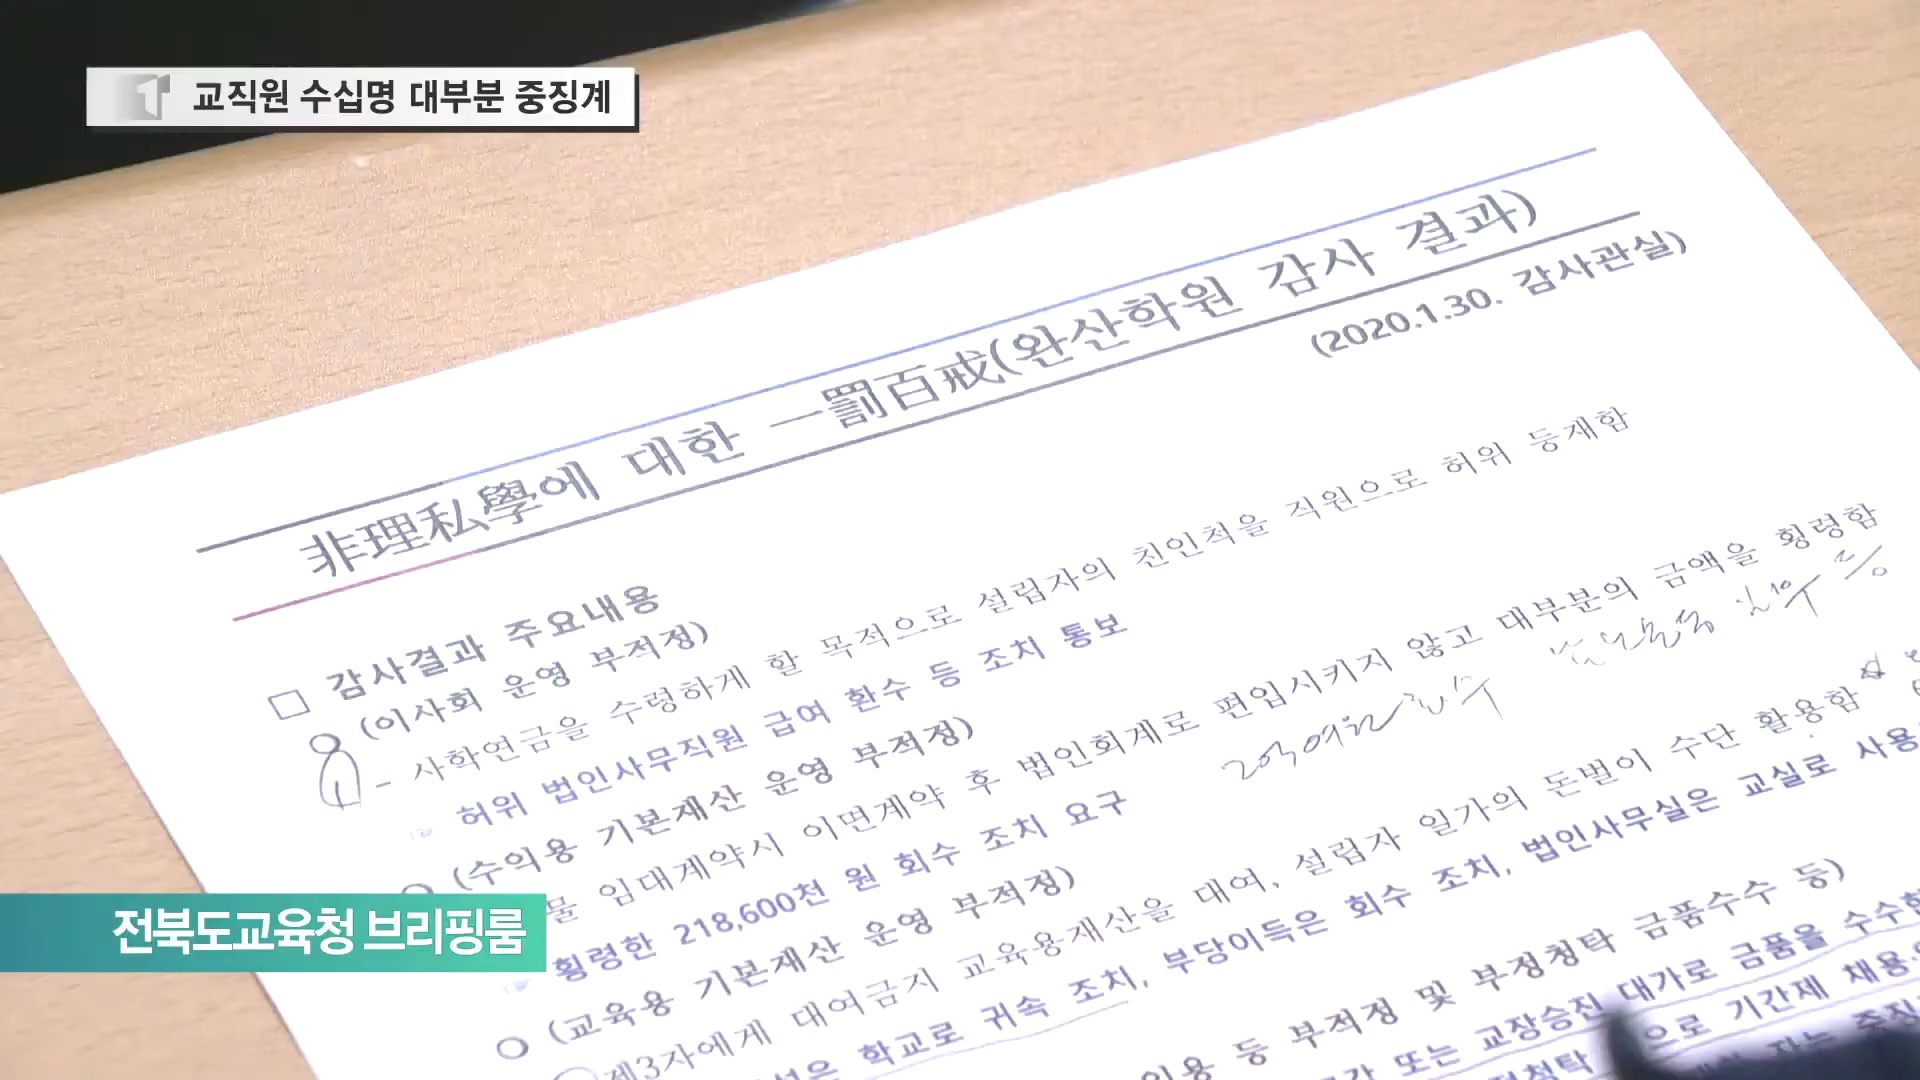 교직원 수십명 대부분 중징계
非理私學에 대한 一罰百戒(완산학원 감사 결과)
(2020.1.30. 감사관실)
□ 감사결과 주요내용
(이사회 운영 부적정)
- 사학연금을 수령하게 할 목적으로 설립자의 친인척을 직원으로 허위 등재함
☞ 허위 법인사무직원 급여 환수 등 조치 통보
(수익용 기본재산 운영 부적정)
물 임대계약시 이면계약 후 법인회계로 편입시키지 않고 대부분의 금액을 횡령함
☞ 횡령한 218,600천 원 회수 조치 요구
○ (교육용 기본재산 운영 부적정)
제3자에게 대여금지 교육용재산을 대여, 설립자 일가의 돈벌이 수단 활용함
은 학교로 귀속 조치, 부당이득은 회수 조치, 법인사무실은 교실로 사용
용 등 부적정 및 부정청탁 금품수수 등)
또는 교장승진 대가로 금품을 수수
으로 기간제 채용
전북도교육청 브리핑룸